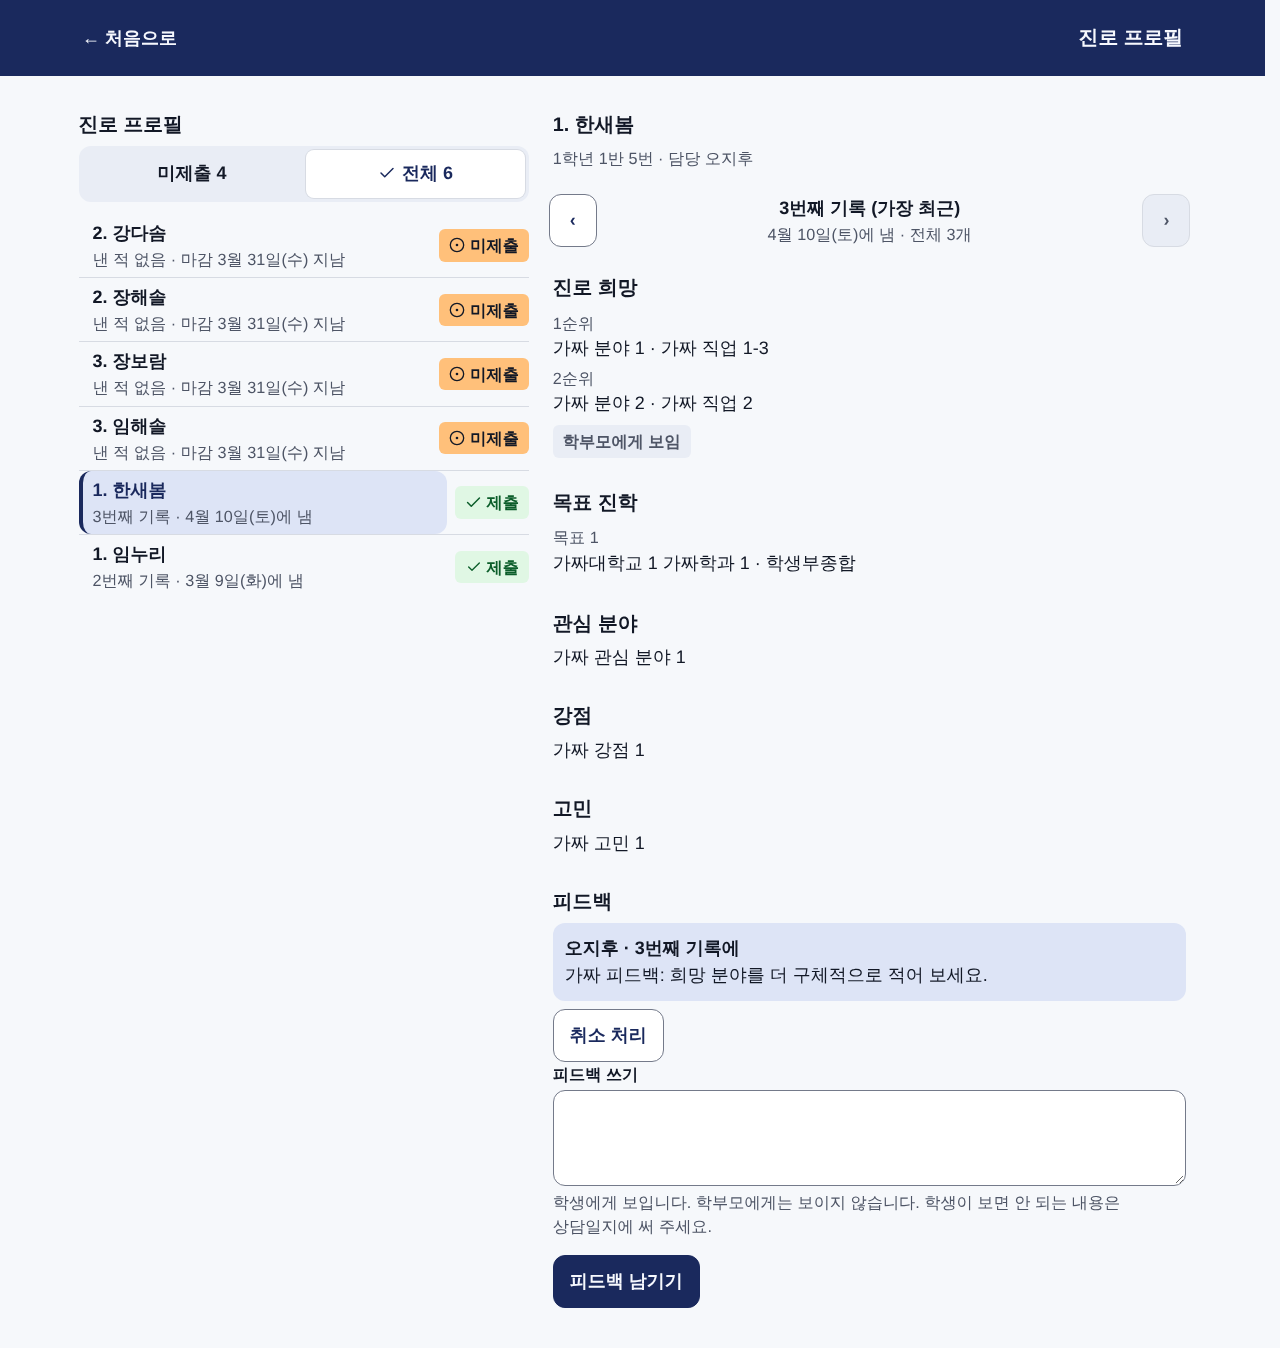 ← 처음으로
진로 프로필
진로 프로필
미제출 4
전체 6
2. 강다솜
낸 적 없음 · 마감 3월 31일(수) 지남
미제출
2. 장해솔
낸 적 없음 · 마감 3월 31일(수) 지남
미제출
3. 장보람
낸 적 없음 · 마감 3월 31일(수) 지남
미제출
3. 임해솔
낸 적 없음 · 마감 3월 31일(수) 지남
미제출
1. 한새봄
3번째 기록 · 4월 10일(토)에 냄
제출
1. 임누리
2번째 기록 · 3월 9일(화)에 냄
제출
1. 한새봄
1학년 1반 5번 · 담당 오지후
‹
3번째 기록 (가장 최근)
4월 10일(토)에 냄 · 전체 3개
›
진로 희망
1순위
가짜 분야 1 · 가짜 직업 1-3
2순위
가짜 분야 2 · 가짜 직업 2
학부모에게 보임
목표 진학
목표 1
가짜대학교 1 가짜학과 1 · 학생부종합
관심 분야
가짜 관심 분야 1
강점
가짜 강점 1
고민
가짜 고민 1
피드백
오지후 · 3번째 기록에
가짜 피드백: 희망 분야를 더 구체적으로 적어 보세요.
취소 처리
피드백 쓰기
학생에게 보입니다. 학부모에게는 보이지 않습니다. 학생이 보면 안 되는 내용은
상담일지에 써 주세요.
피드백 남기기